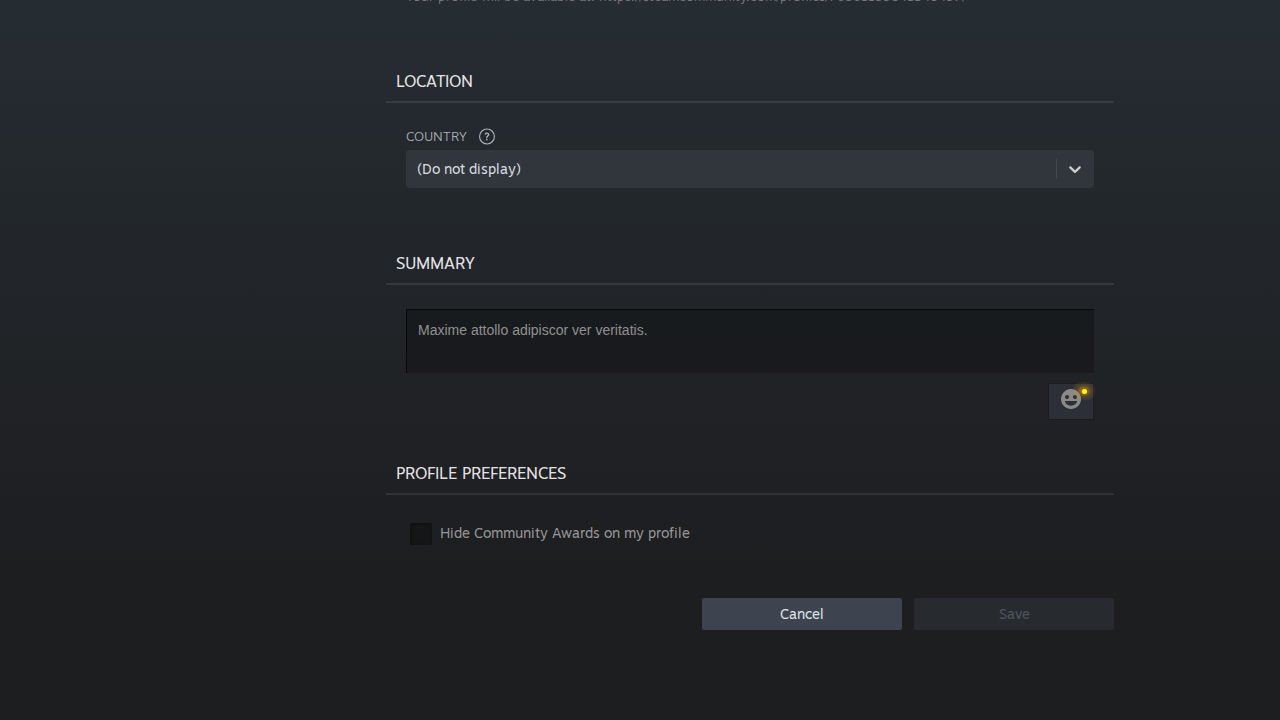 LOCATION
COUNTRY ?
(Do not display)
SUMMARY
Maxime attollo adipiscor ver veritatis.
PROFILE PREFERENCES
Hide Community Awards on my profile
Cancel
Save